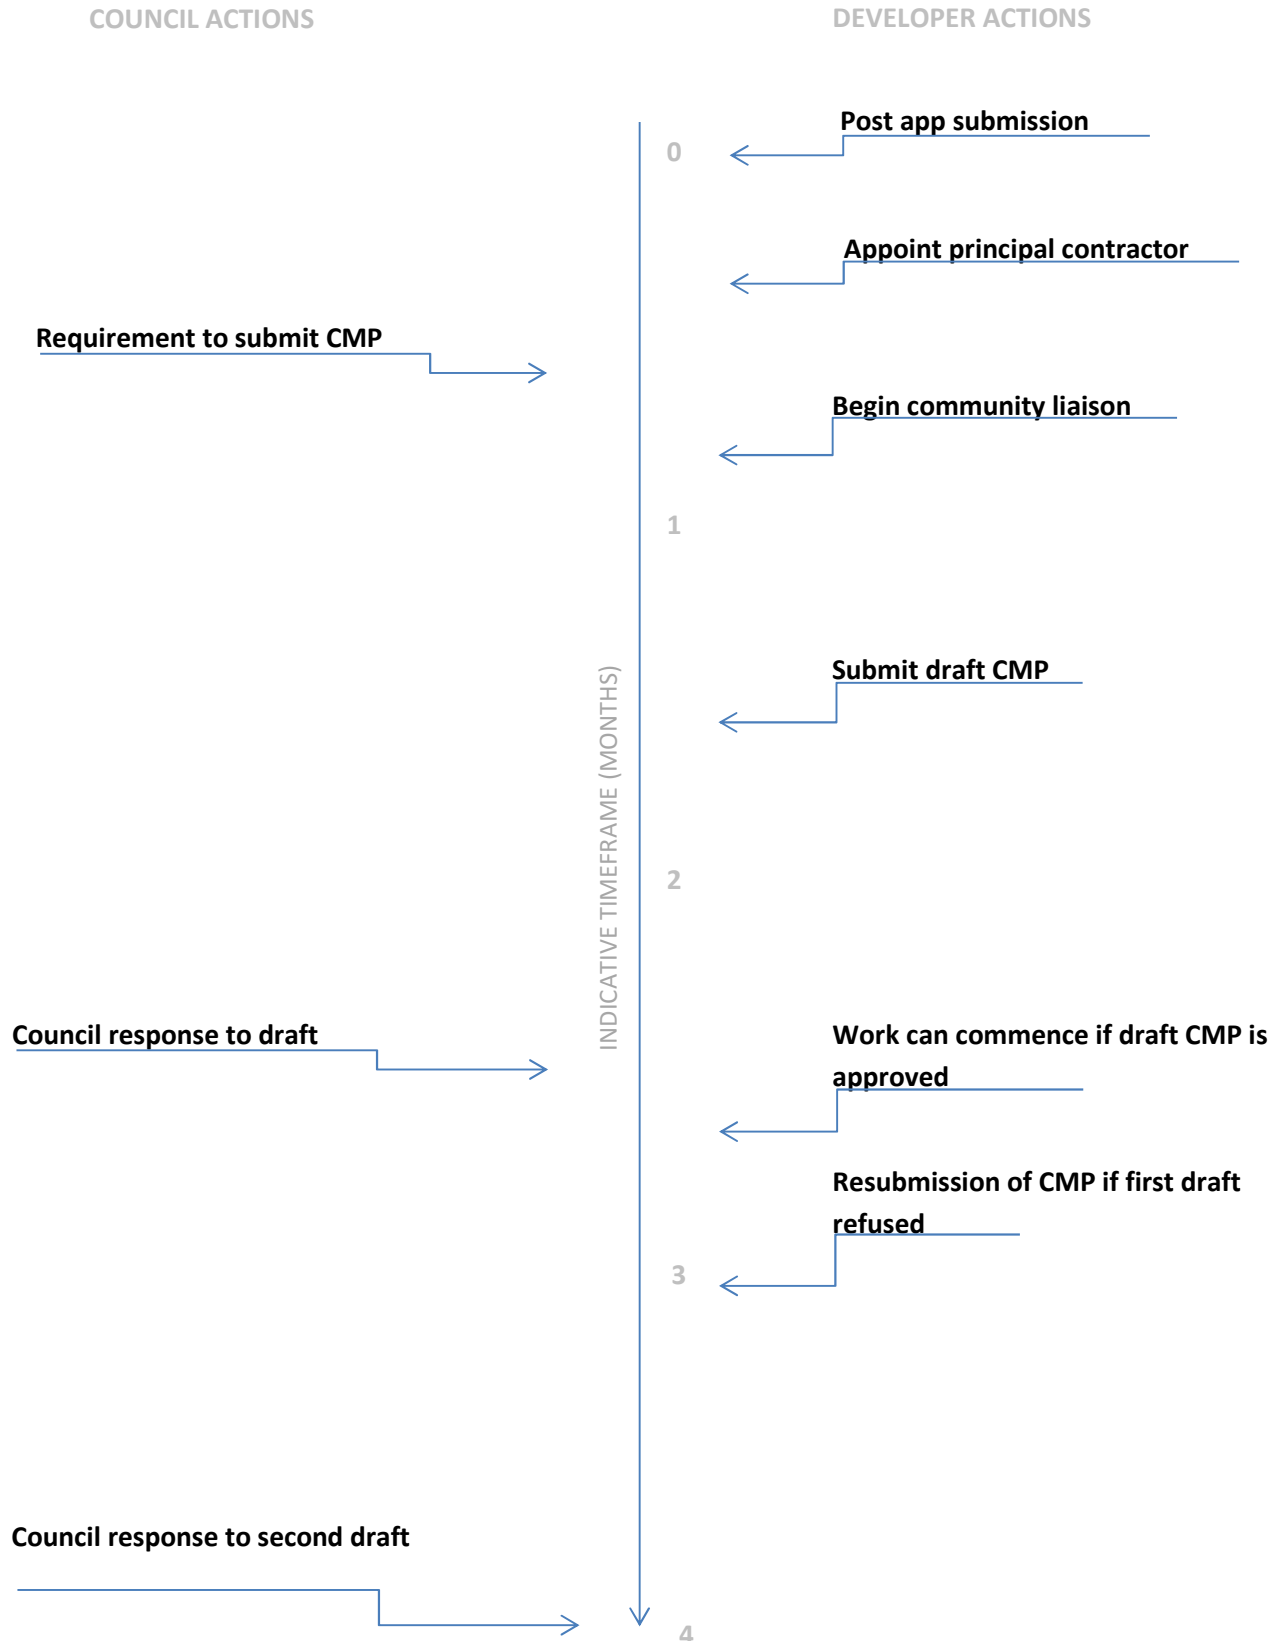 COUNCIL ACTIONS
DEVELOPER ACTIONS
Post app submission
0
Appoint principal contractor
Requirement to submit CMP
Begin community liaison
1
Submit draft CMP
INDICATIVE TIMEFRAME (MONTHS)
2
Council response to draft
Work can commence if draft CMP is
approved
Resubmission of CMP if first draft
refused
3
Council response to second draft
4